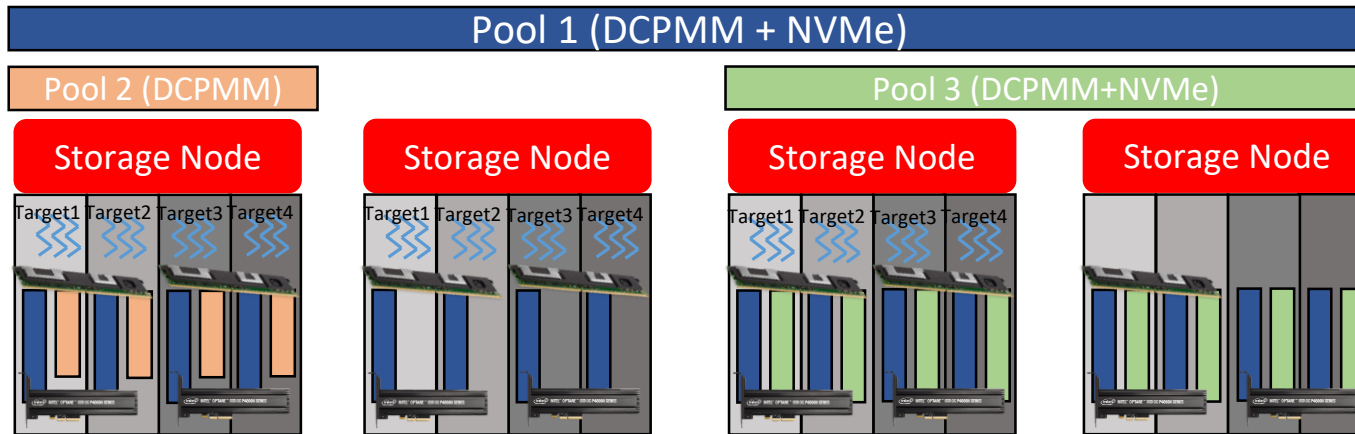 Pool 1 (DCPMM + NVMe)
Pool 2 (DCPMM)
Pool 3 (DCPMM+NVMe)
Storage Node
Storage Node
Storage Node
Storage Node
Target1 Target2 Target3 Target4
Target1 Target2 Target3 Target4
Target1 Target2 Target3 Target4